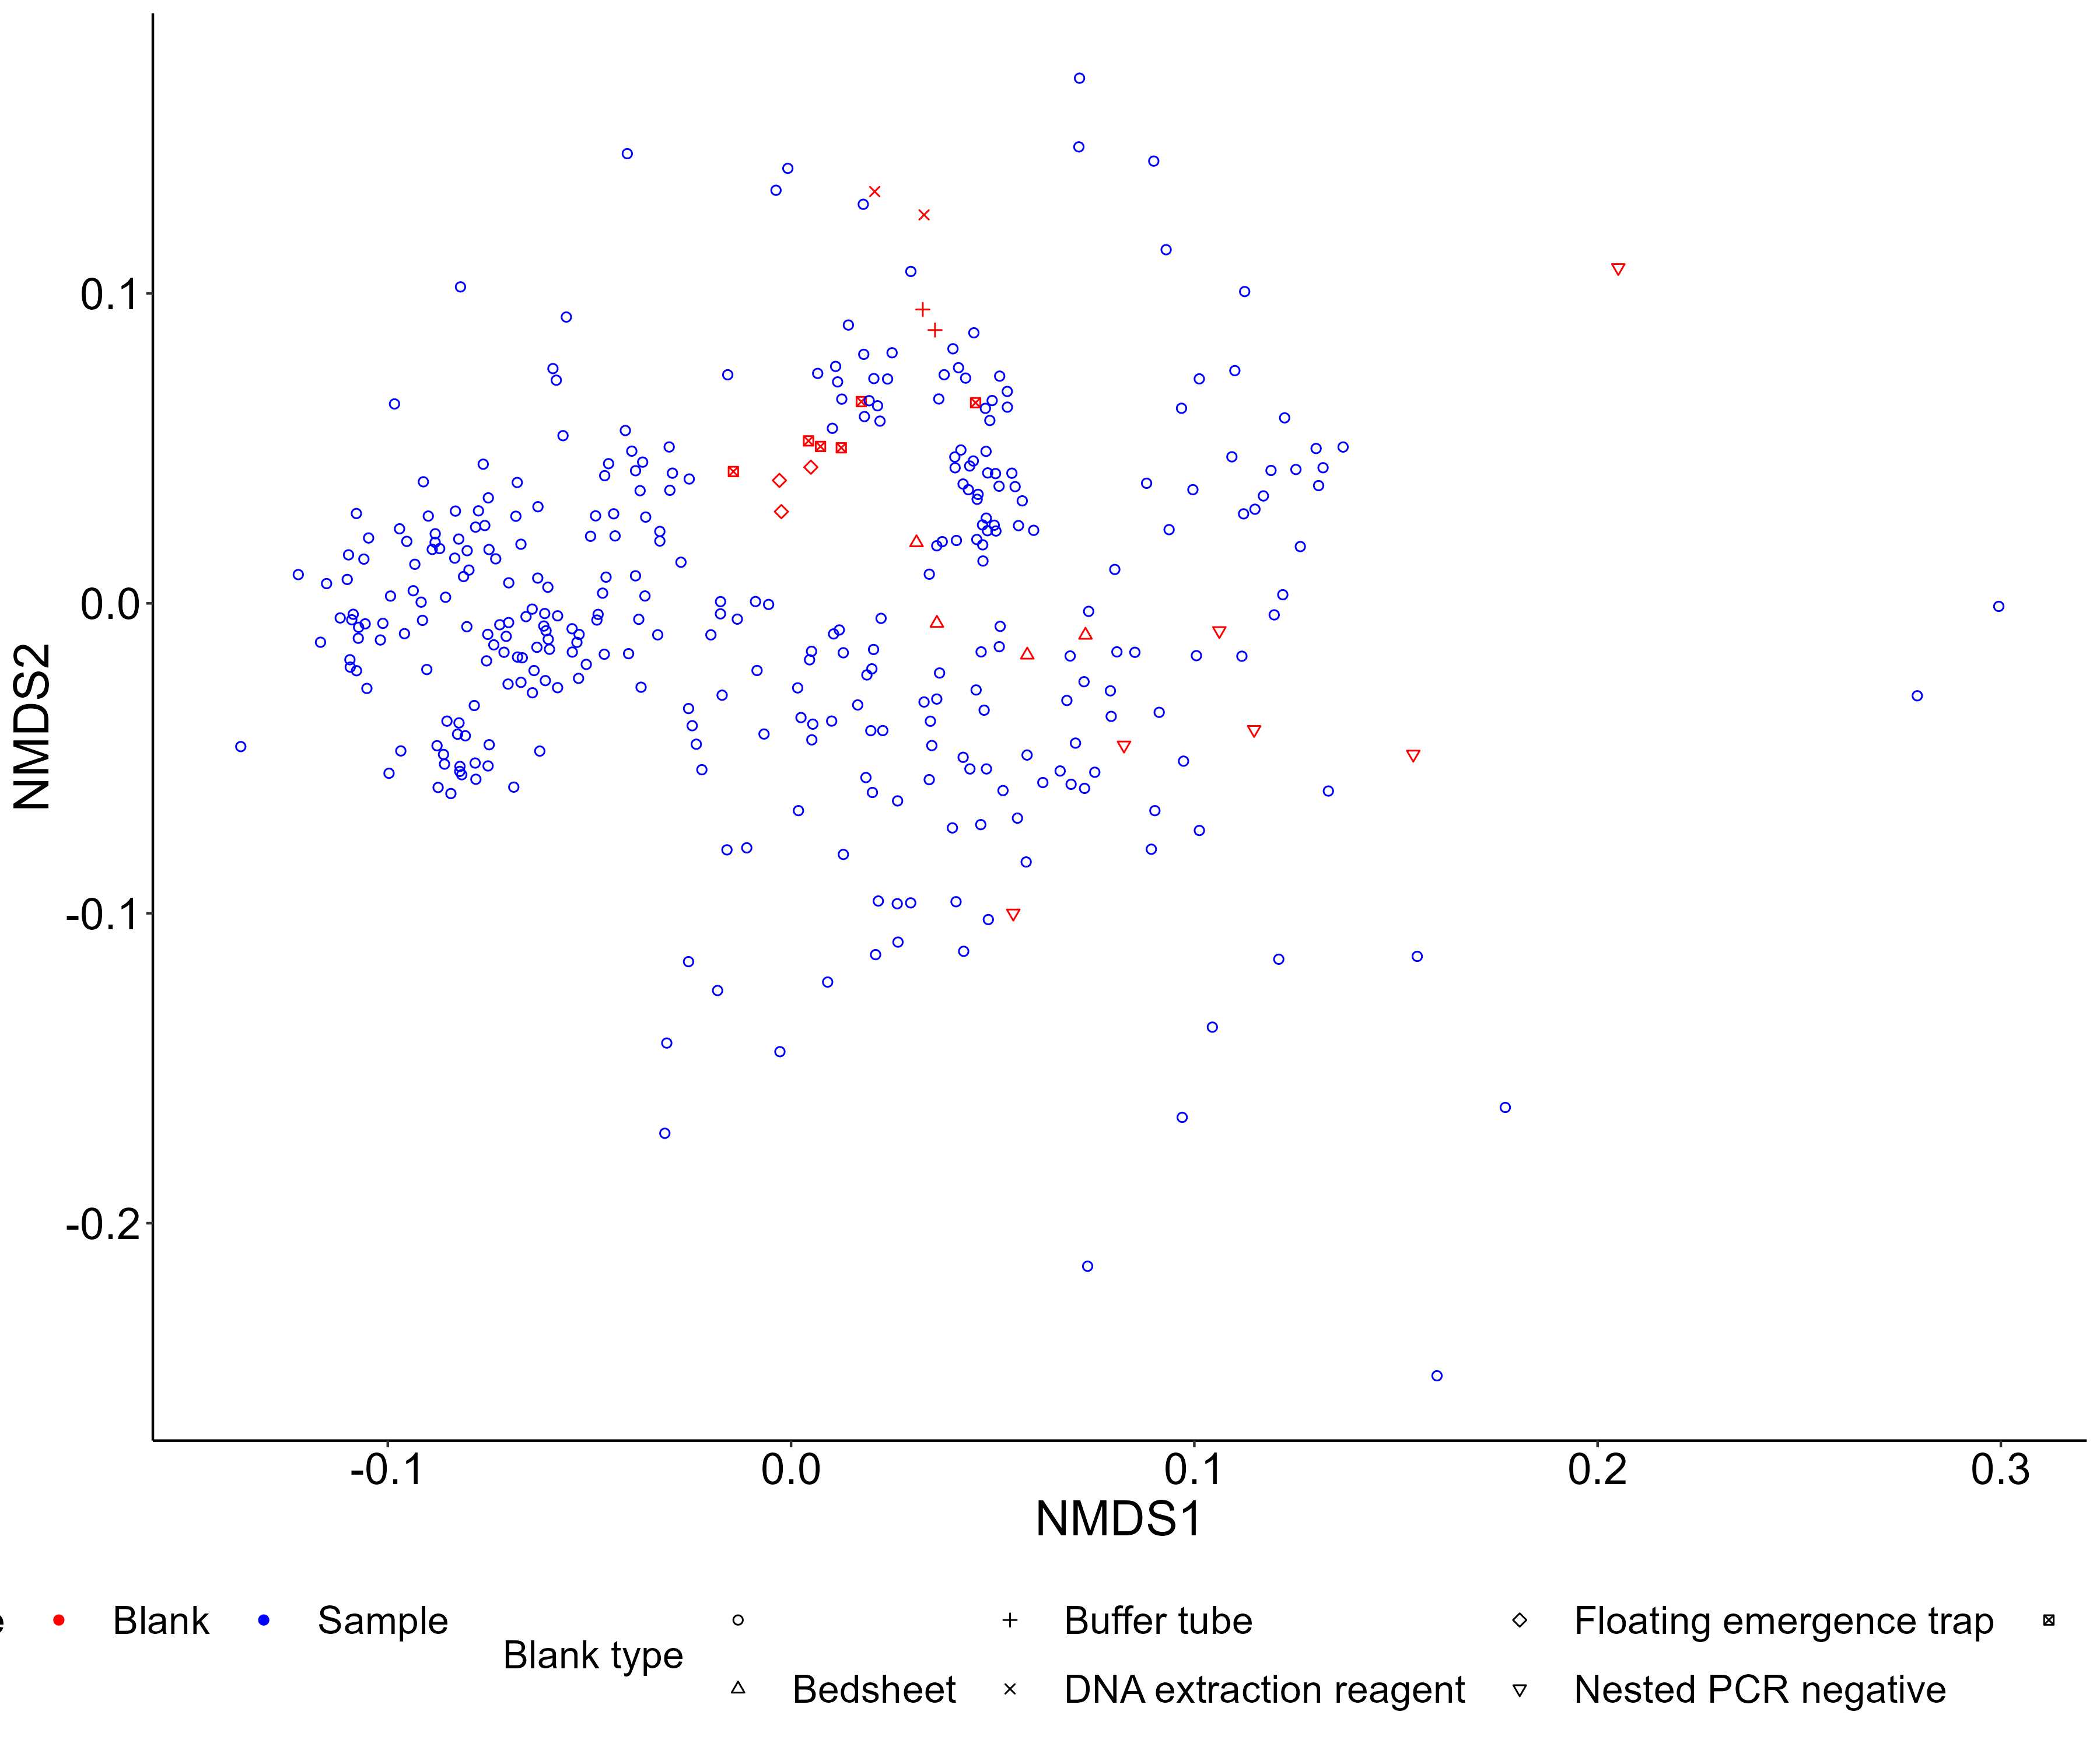 NMDS2
0.1
0.0
-0.1
-0.2
-0.1 0.0 0.1 0.2 0.3
NMDS1
Blank Sample
Blank type
Buffer tube Floating emergence trap
Bedsheet DNA extraction reagent Nested PCR negative